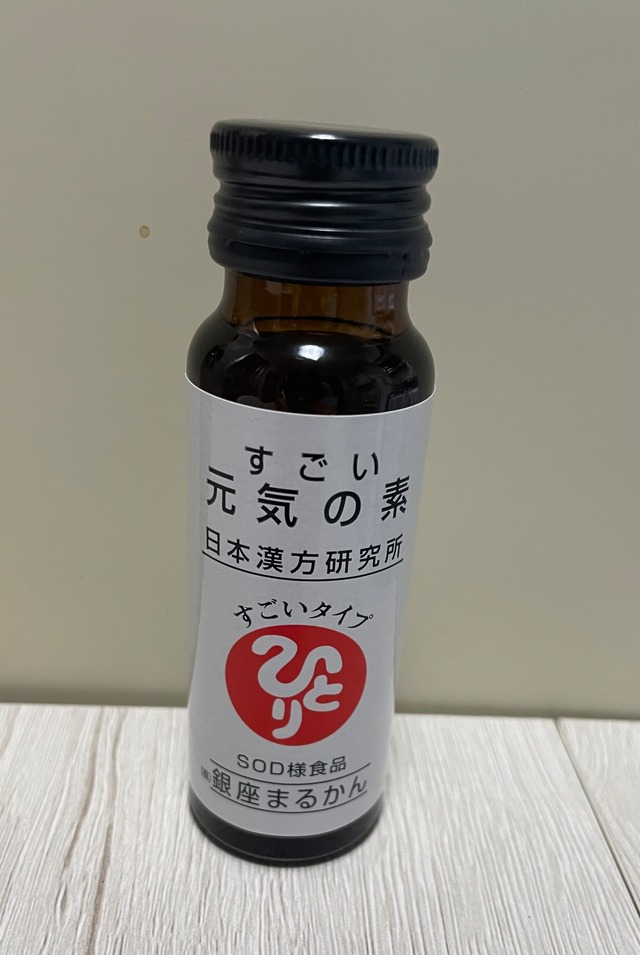 すごい
元気の素
日本漢方研究所
すごいタイプ
ひとり
SOD様食品
㈱銀座まるかん